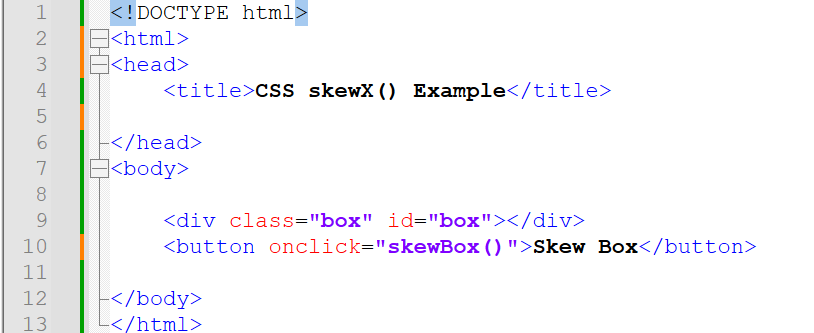 1 <!DOCTYPE html>
2 <html>
3 <head>
4 <title>CSS skewX() Example</title>
5
6 </head>
7 <body>
8
9 <div class="box" id="box"></div>
10 <button onclick="skewBox()">Skew Box</button>
11
12 </body>
13 </html>